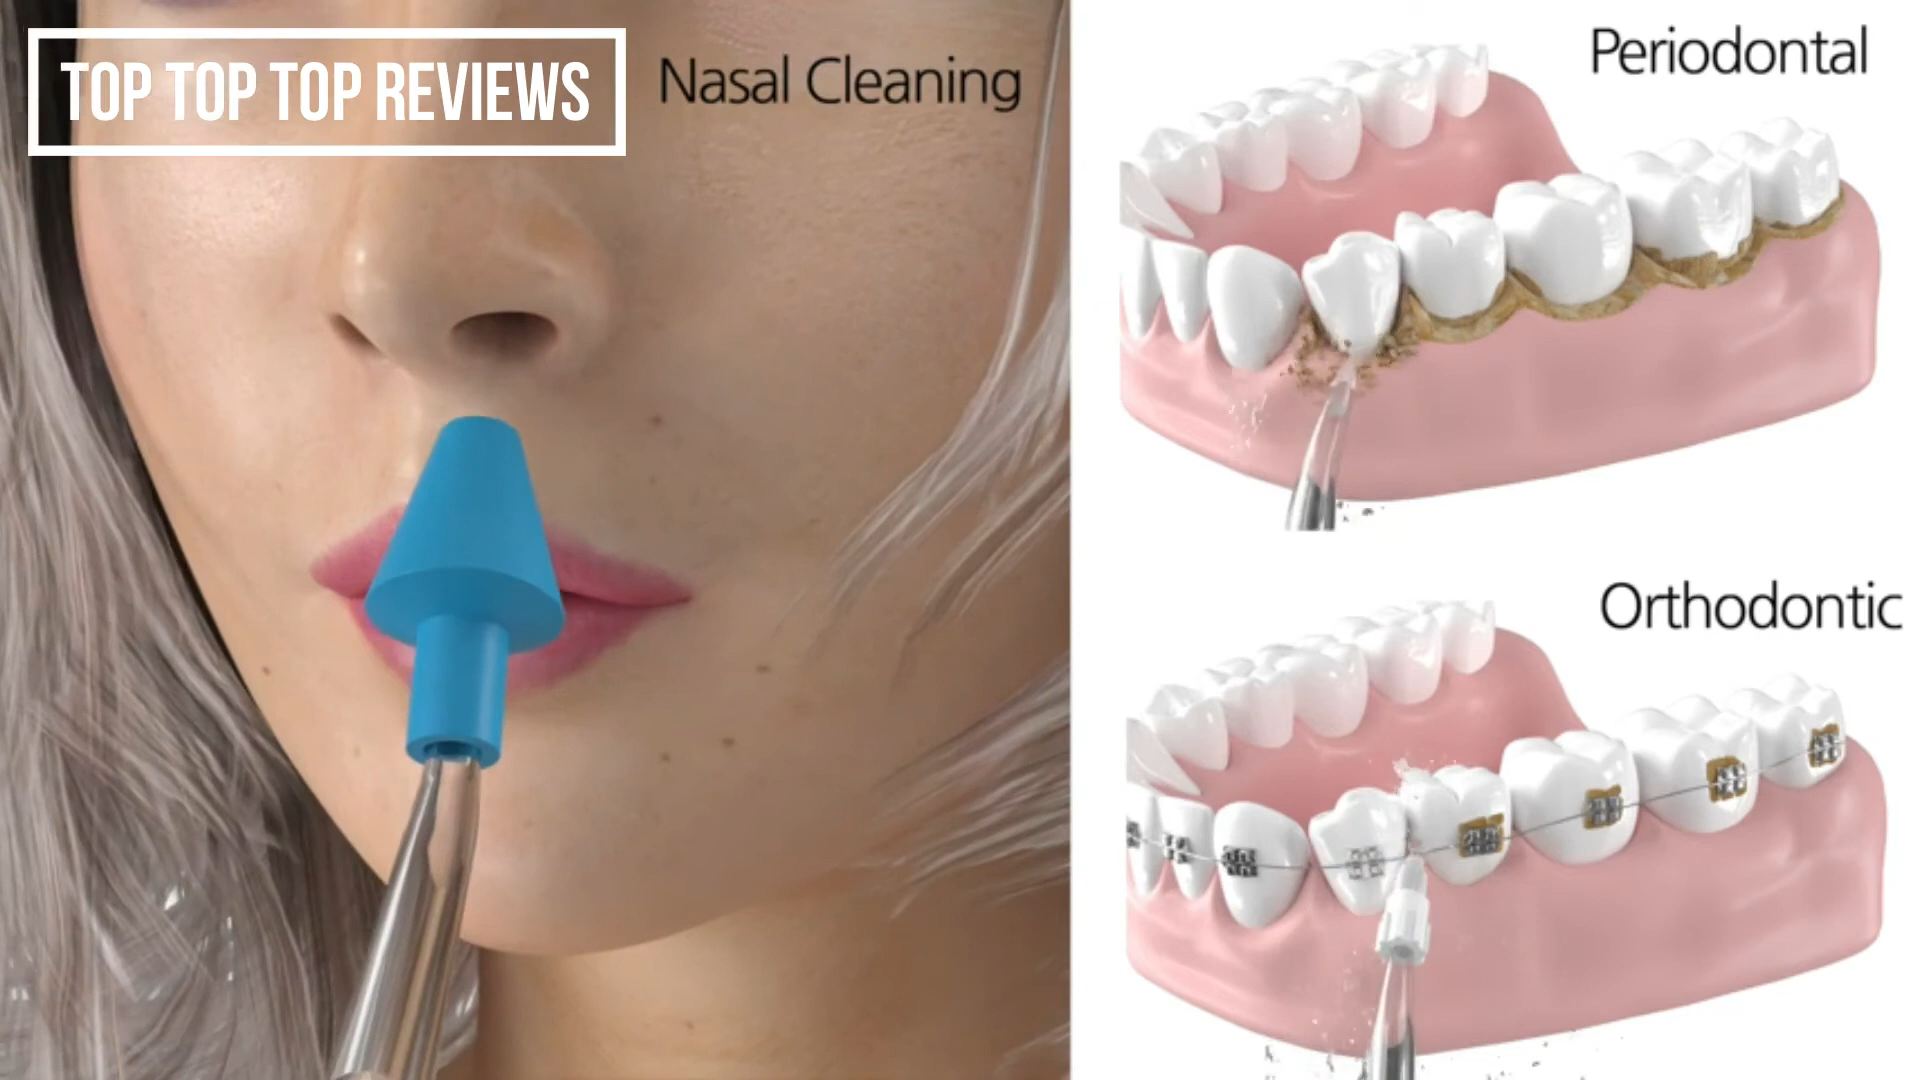 TOP TOP TOP REVIEWS
Nasal Cleaning
Periodontal
Orthodontic